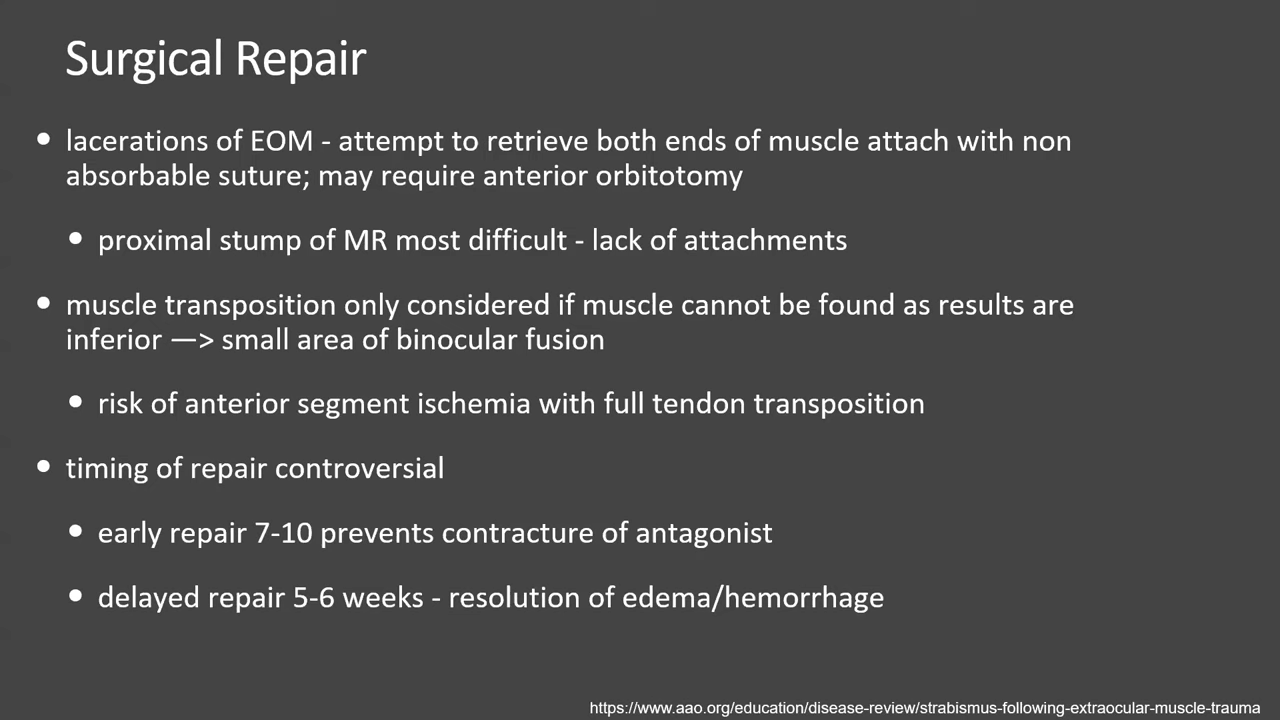 Surgical Repair
• lacerations of EOM - attempt to retrieve both ends of muscle attach with non
absorbable suture; may require anterior orbitotomy
• proximal stump of MR most difficult - lack of attachments
• muscle transposition only considered if muscle cannot be found as results are
inferior —> small area of binocular fusion
• risk of anterior segment ischemia with full tendon transposition
• timing of repair controversial
• early repair 7-10 prevents contracture of antagonist
• delayed repair 5-6 weeks - resolution of edema/hemorrhage
https://www.aao.org/education/disease-review/strabismus-following-extraocular-muscle-trauma